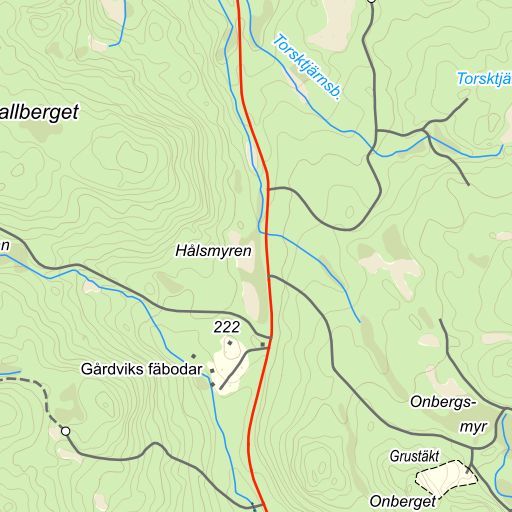 Torsktjärnsb.
Torsktjä
allberget
Hålsmyren
n
222
Gårdviks fäbodar
Onbergs-
myr
Grustäkt
Onberget